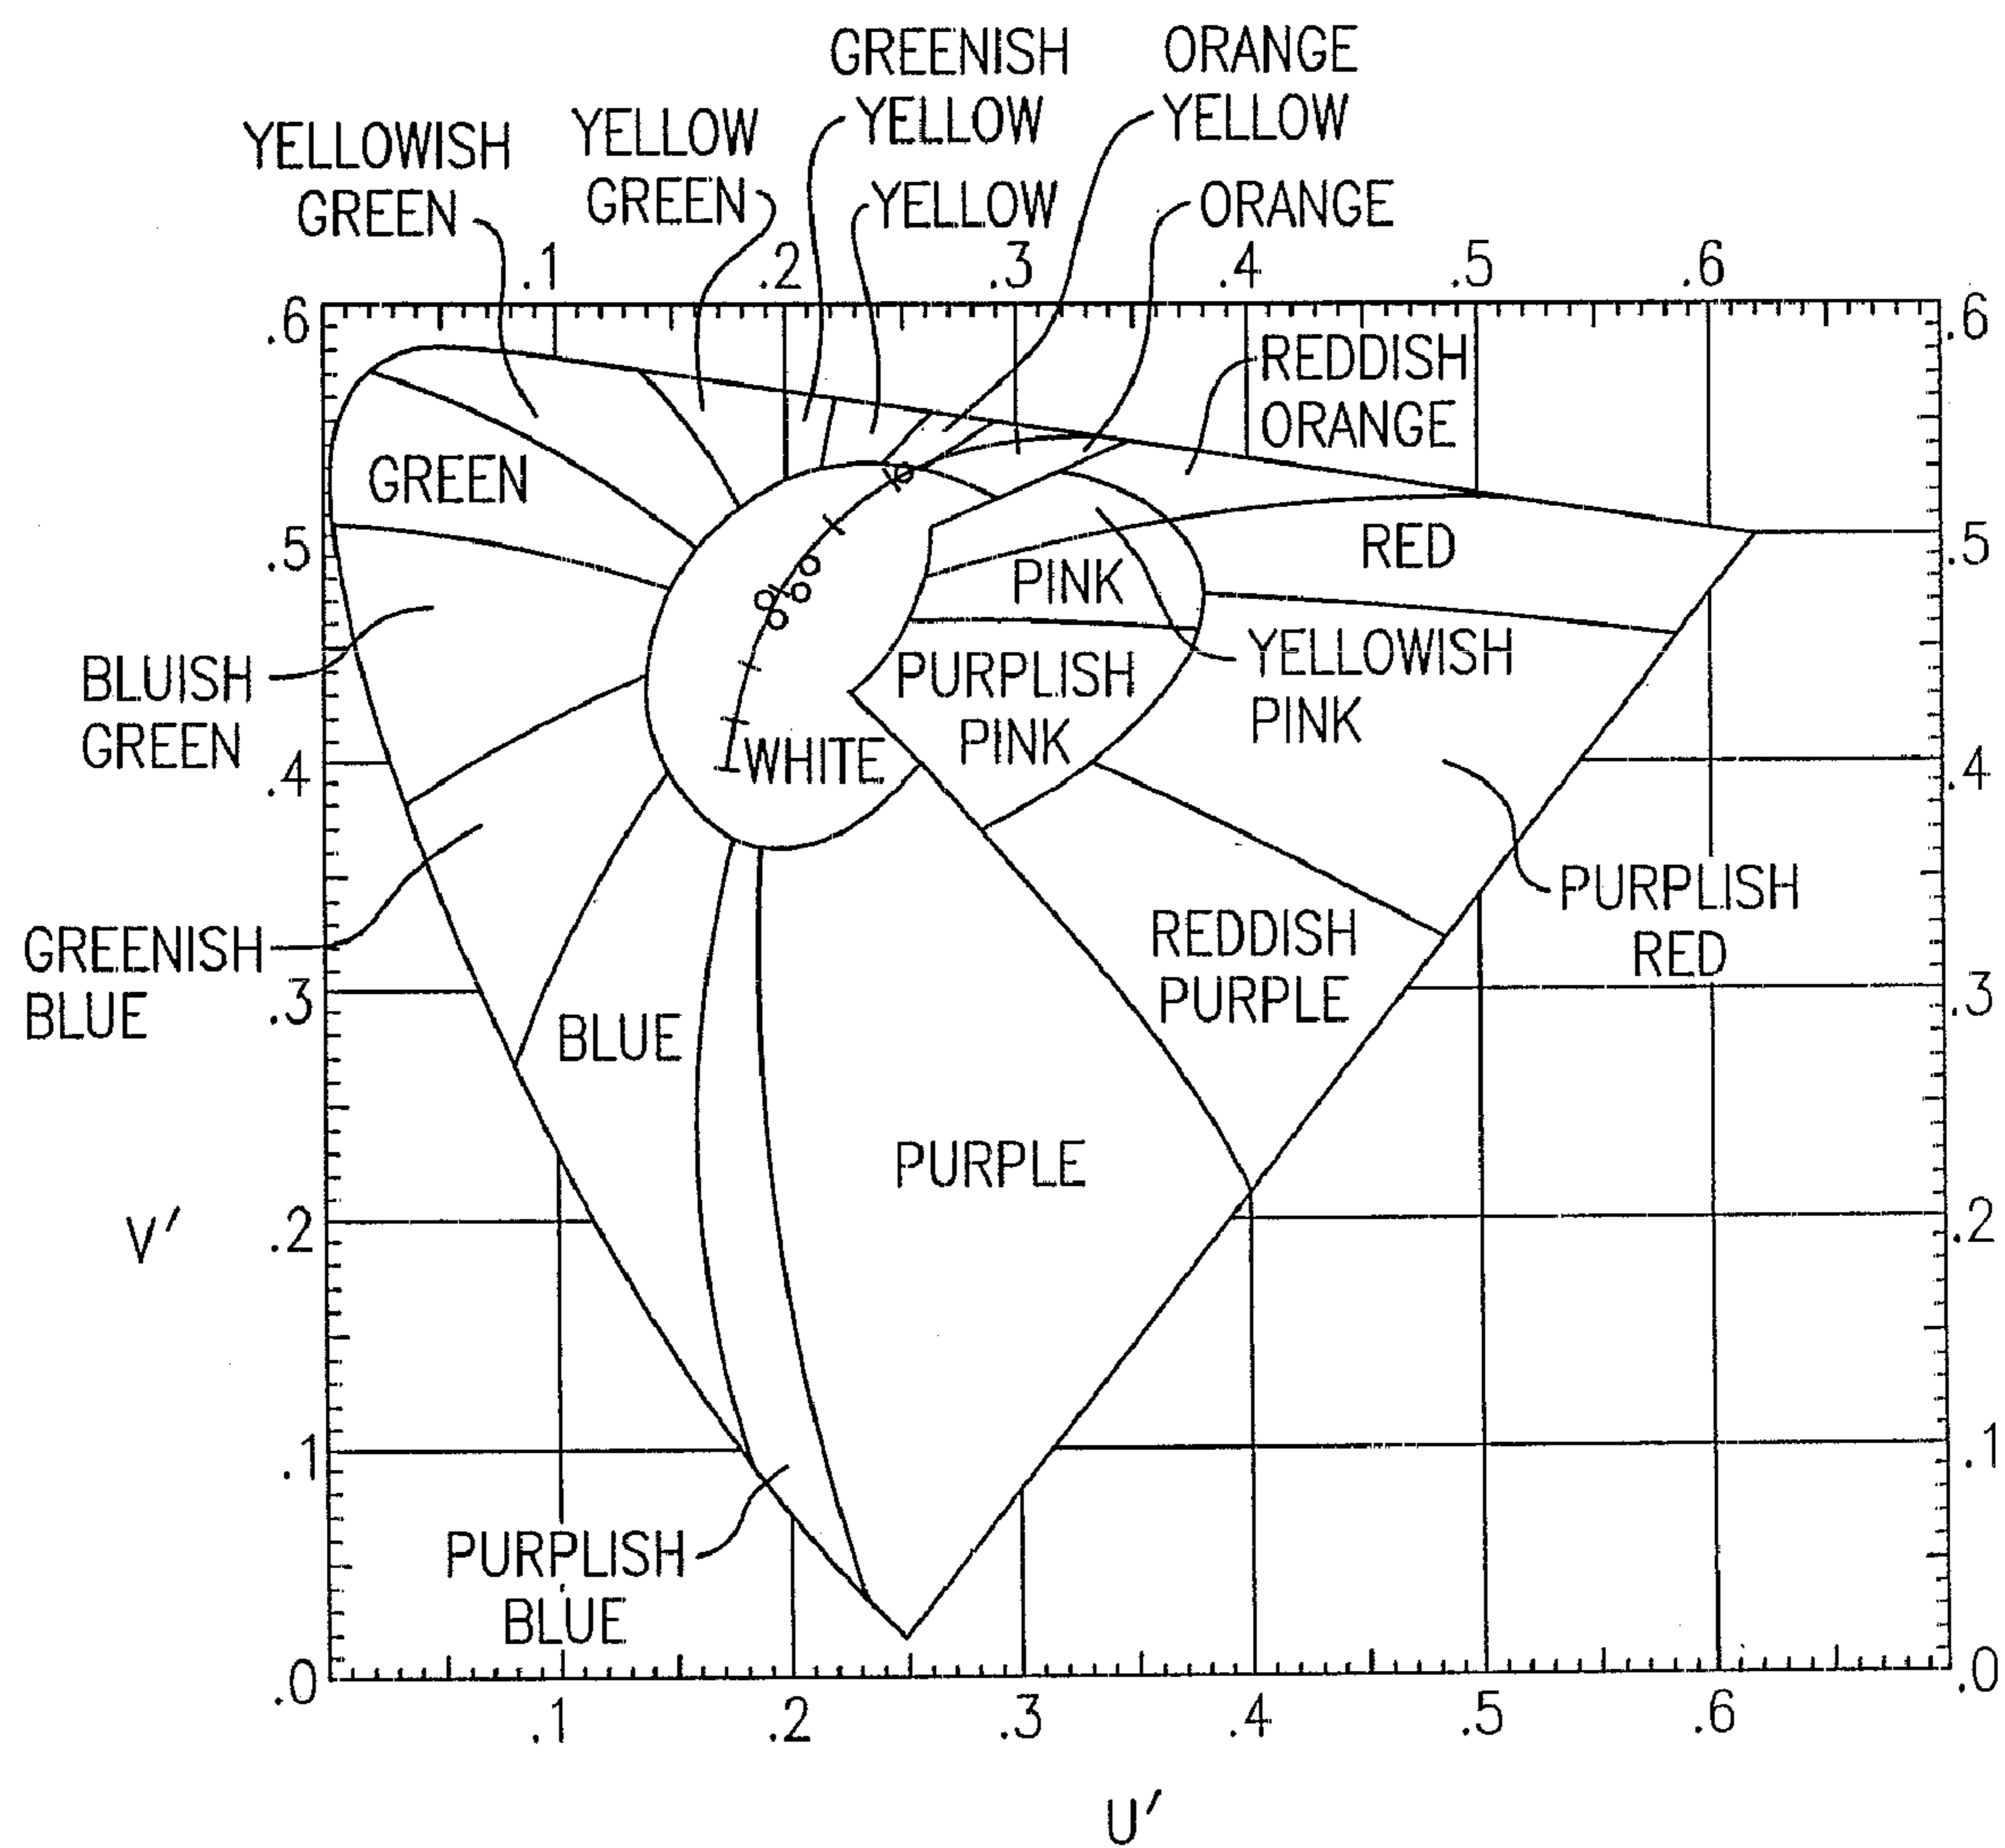 GREENISH
YELLOW
ORANGE
YELLOW
YELLOWISH
GREEN
YELLOW
GREEN
YELLOW
ORANGE
.1 .2 .3 .4 .5 .6
.6 .6
REDDISH
ORANGE
GREEN
.5 .5
RED
PINK
BLUISH
GREEN
PURPLISH
PINK
YELLOWISH
PINK
WHITE
.4 .4
PURPLISH
RED
GREENISH
BLUE
REDDISH
PURPLE
.3 .3
BLUE
PURPLE
V'
.2 .2
.1 .1
PURPLISH
BLUE
.0 .0
.1 .2 .3 .4 .5 .6
U'